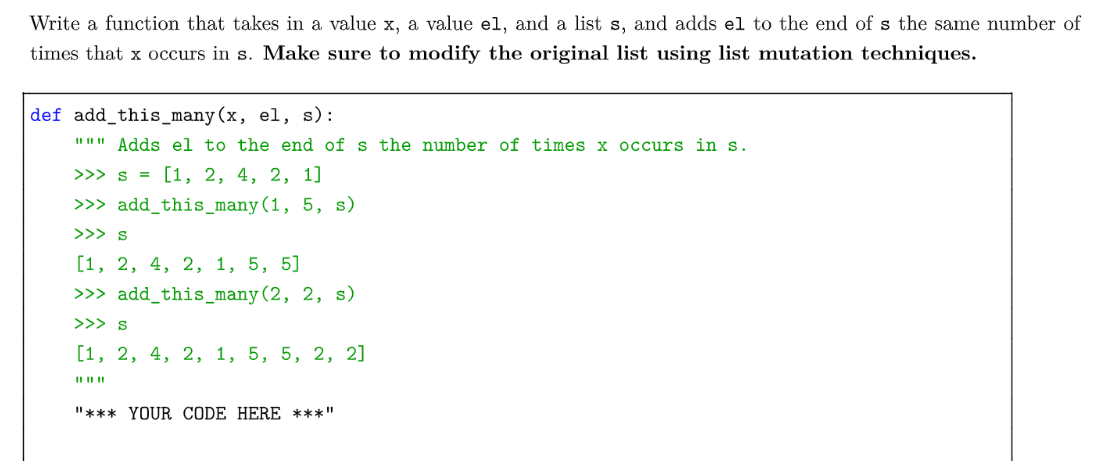 Write a function that takes in a value x, a value el, and a list s, and adds el to the end of s the same number of
times that x occurs in s. Make sure to modify the original list using list mutation techniques.
def add_this_many(x, el, s):
    """ Adds el to the end of s the number of times x occurs in s.
    >>> s = [1, 2, 4, 2, 1]
    >>> add_this_many(1, 5, s)
    >>> s
    [1, 2, 4, 2, 1, 5, 5]
    >>> add_this_many(2, 2, s)
    >>> s
    [1, 2, 4, 2, 1, 5, 5, 2, 2]
    """
    "*** YOUR CODE HERE ***"